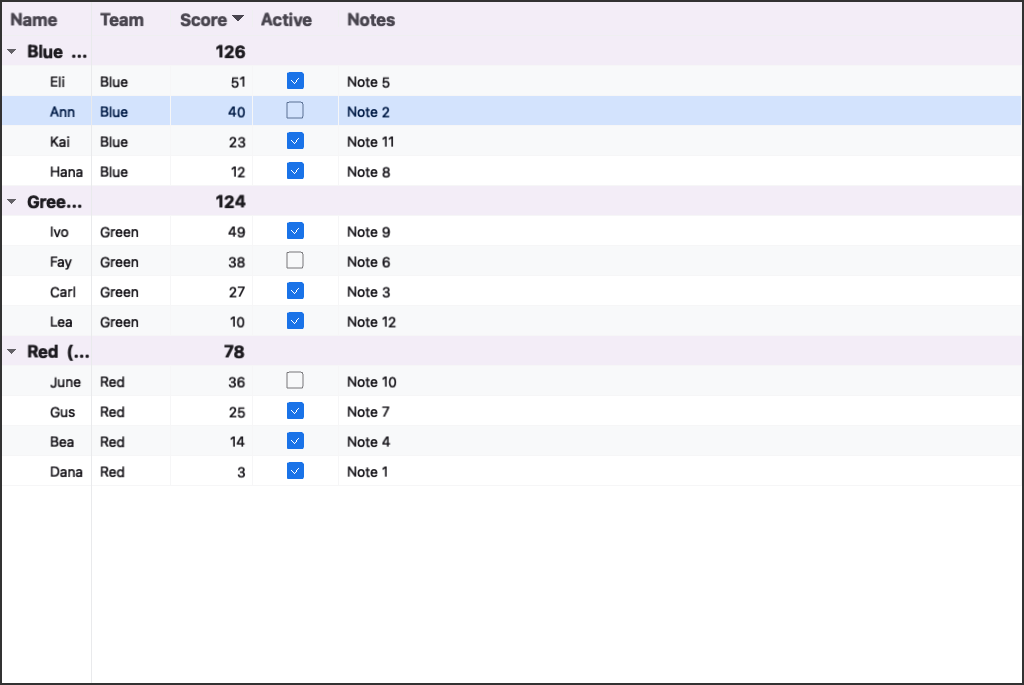 Name Team Score Active Notes
Blue ... 126
Eli Blue 51 Note 5
Ann Blue 40 Note 2
Kai Blue 23 Note 11
Hana Blue 12 Note 8
Gree... 124
Ivo Green 49 Note 9
Fay Green 38 Note 6
Carl Green 27 Note 3
Lea Green 10 Note 12
Red (... 78
June Red 36 Note 10
Gus Red 25 Note 7
Bea Red 14 Note 4
Dana Red 3 Note 1